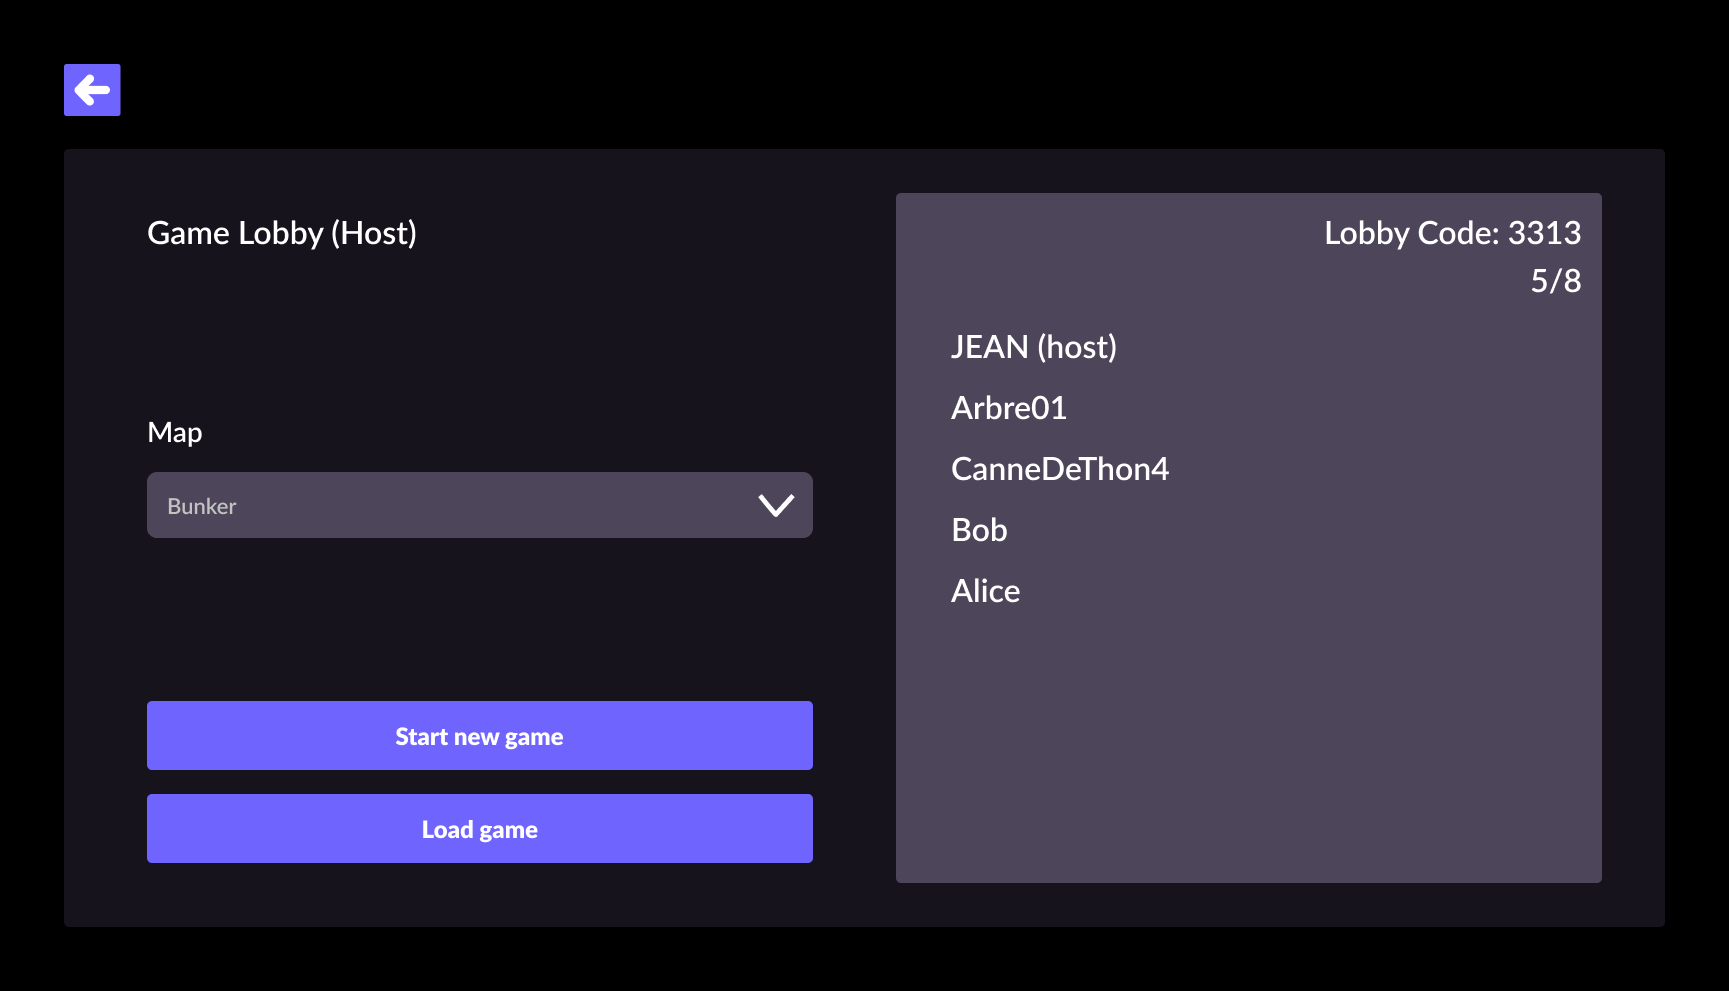 Game Lobby (Host)
Map
Bunker
Start new game
Load game
Lobby Code: 3313
5/8
JEAN (host)
Arbre01
CanneDeThon4
Bob
Alice